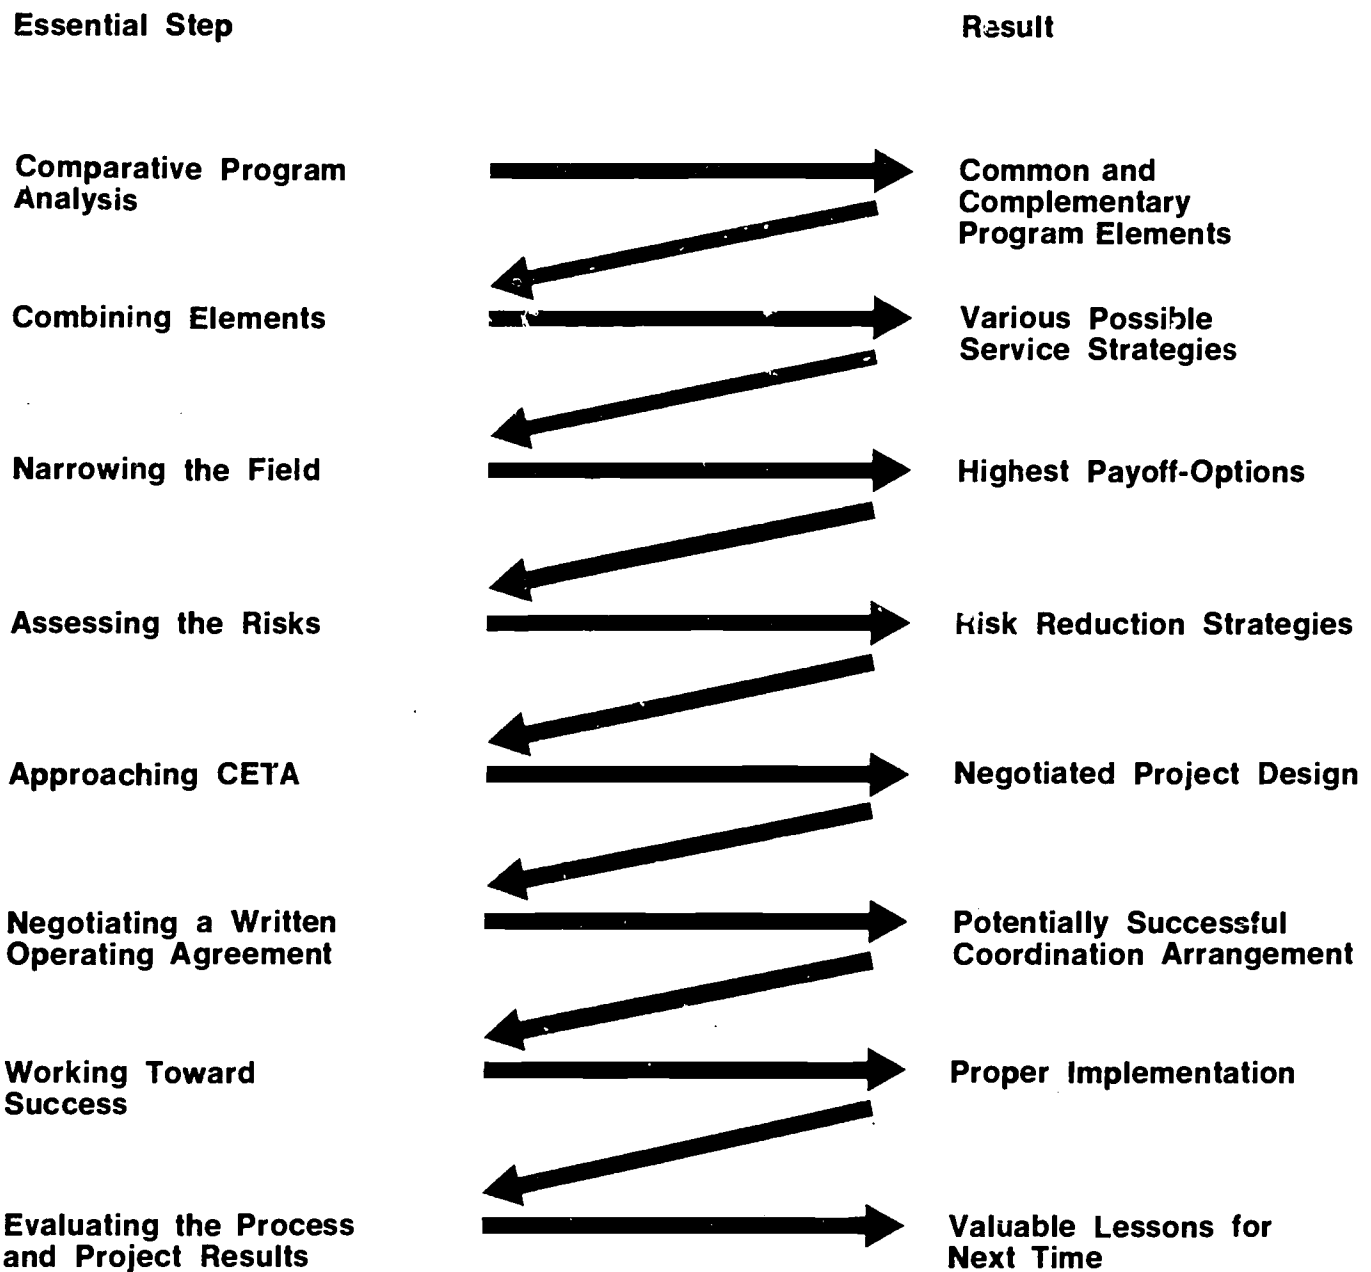 Essential Step
Result
Comparative Program
Analysis
Common and
Complementary
Program Elements
Combining Elements
Various Possible
Service Strategies
Narrowing the Field
Highest Payoff-Options
Assessing the Risks
Risk Reduction Strategies
Approaching CETA
Negotiated Project Design
Negotiating a Written
Operating Agreement
Potentially Successful
Coordination Arrangement
Working Toward
Success
Proper Implementation
Evaluating the Process
and Project Results
Valuable Lessons for
Next Time